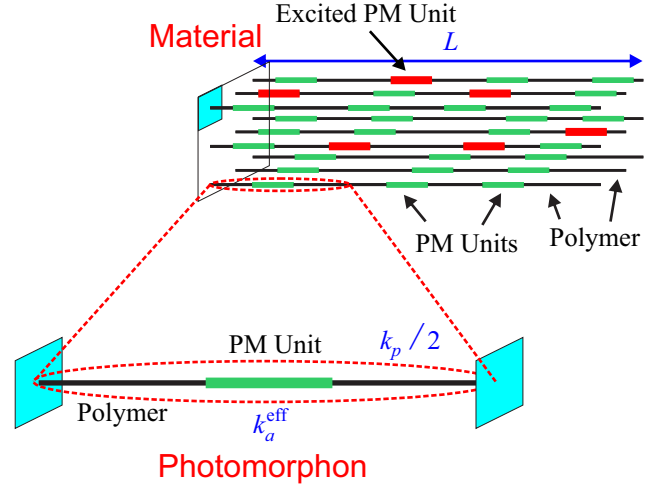 Excited PM Unit
Material
L
PM Units
Polymer
PM Unit
k_p / 2
Polymer
k_a^eff
Photomorphon